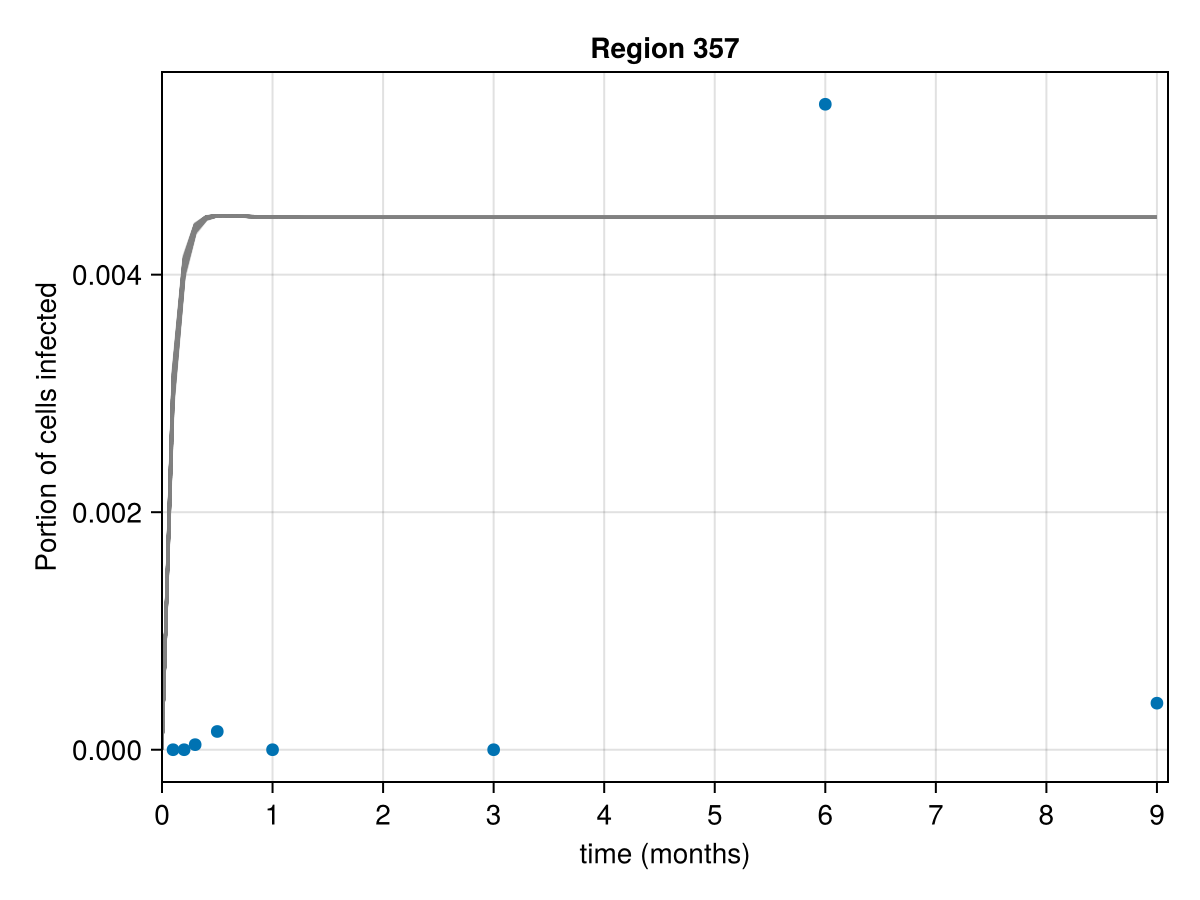 Region 357
Portion of cells infected
0.004
0.002
0.000
0 1 2 3 4 5 6 7 8 9
time (months)